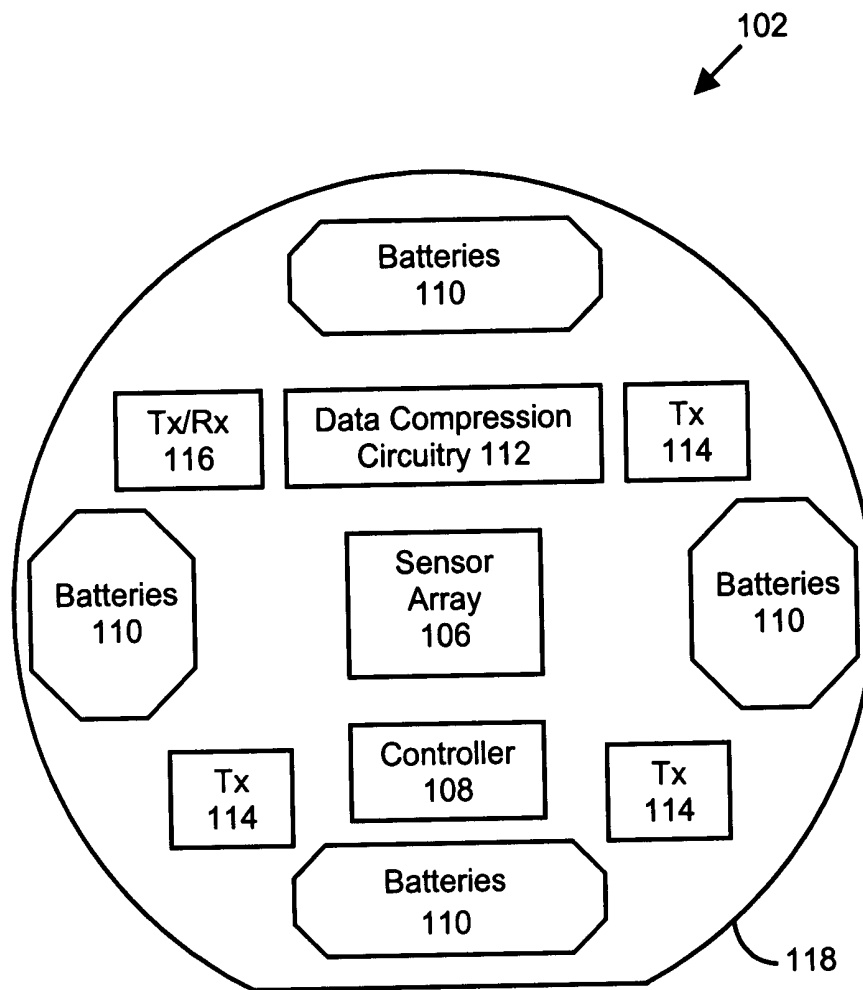 102
Batteries
110
Tx/Rx
116
Data Compression
Circuitry 112
Tx
114
Batteries
110
Sensor
Array
106
Batteries
110
Tx
114
Controller
108
Tx
114
Batteries
110
118